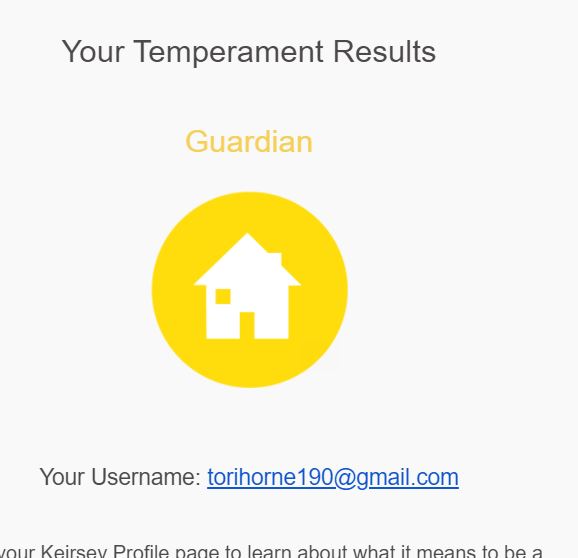 Your Temperament Results
Guardian
Your Username: torihorne190@gmail.com
your Keirsey Profile page to learn about what it means to be a